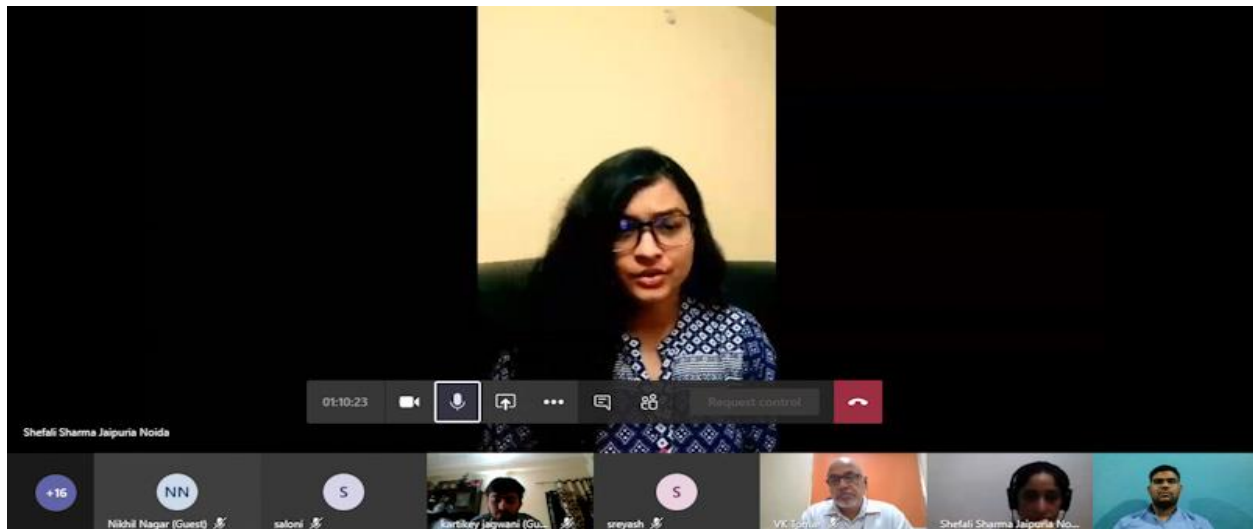 01:10:23
Request control
Shefali Sharma Jaipuria Noida
+16
NN
Nikhil Nagar (Guest)
S
saloni
kartikey jagwani (Gu...
S
sreyash
VK Tomar
Shefali Sharma Jaipuria No...